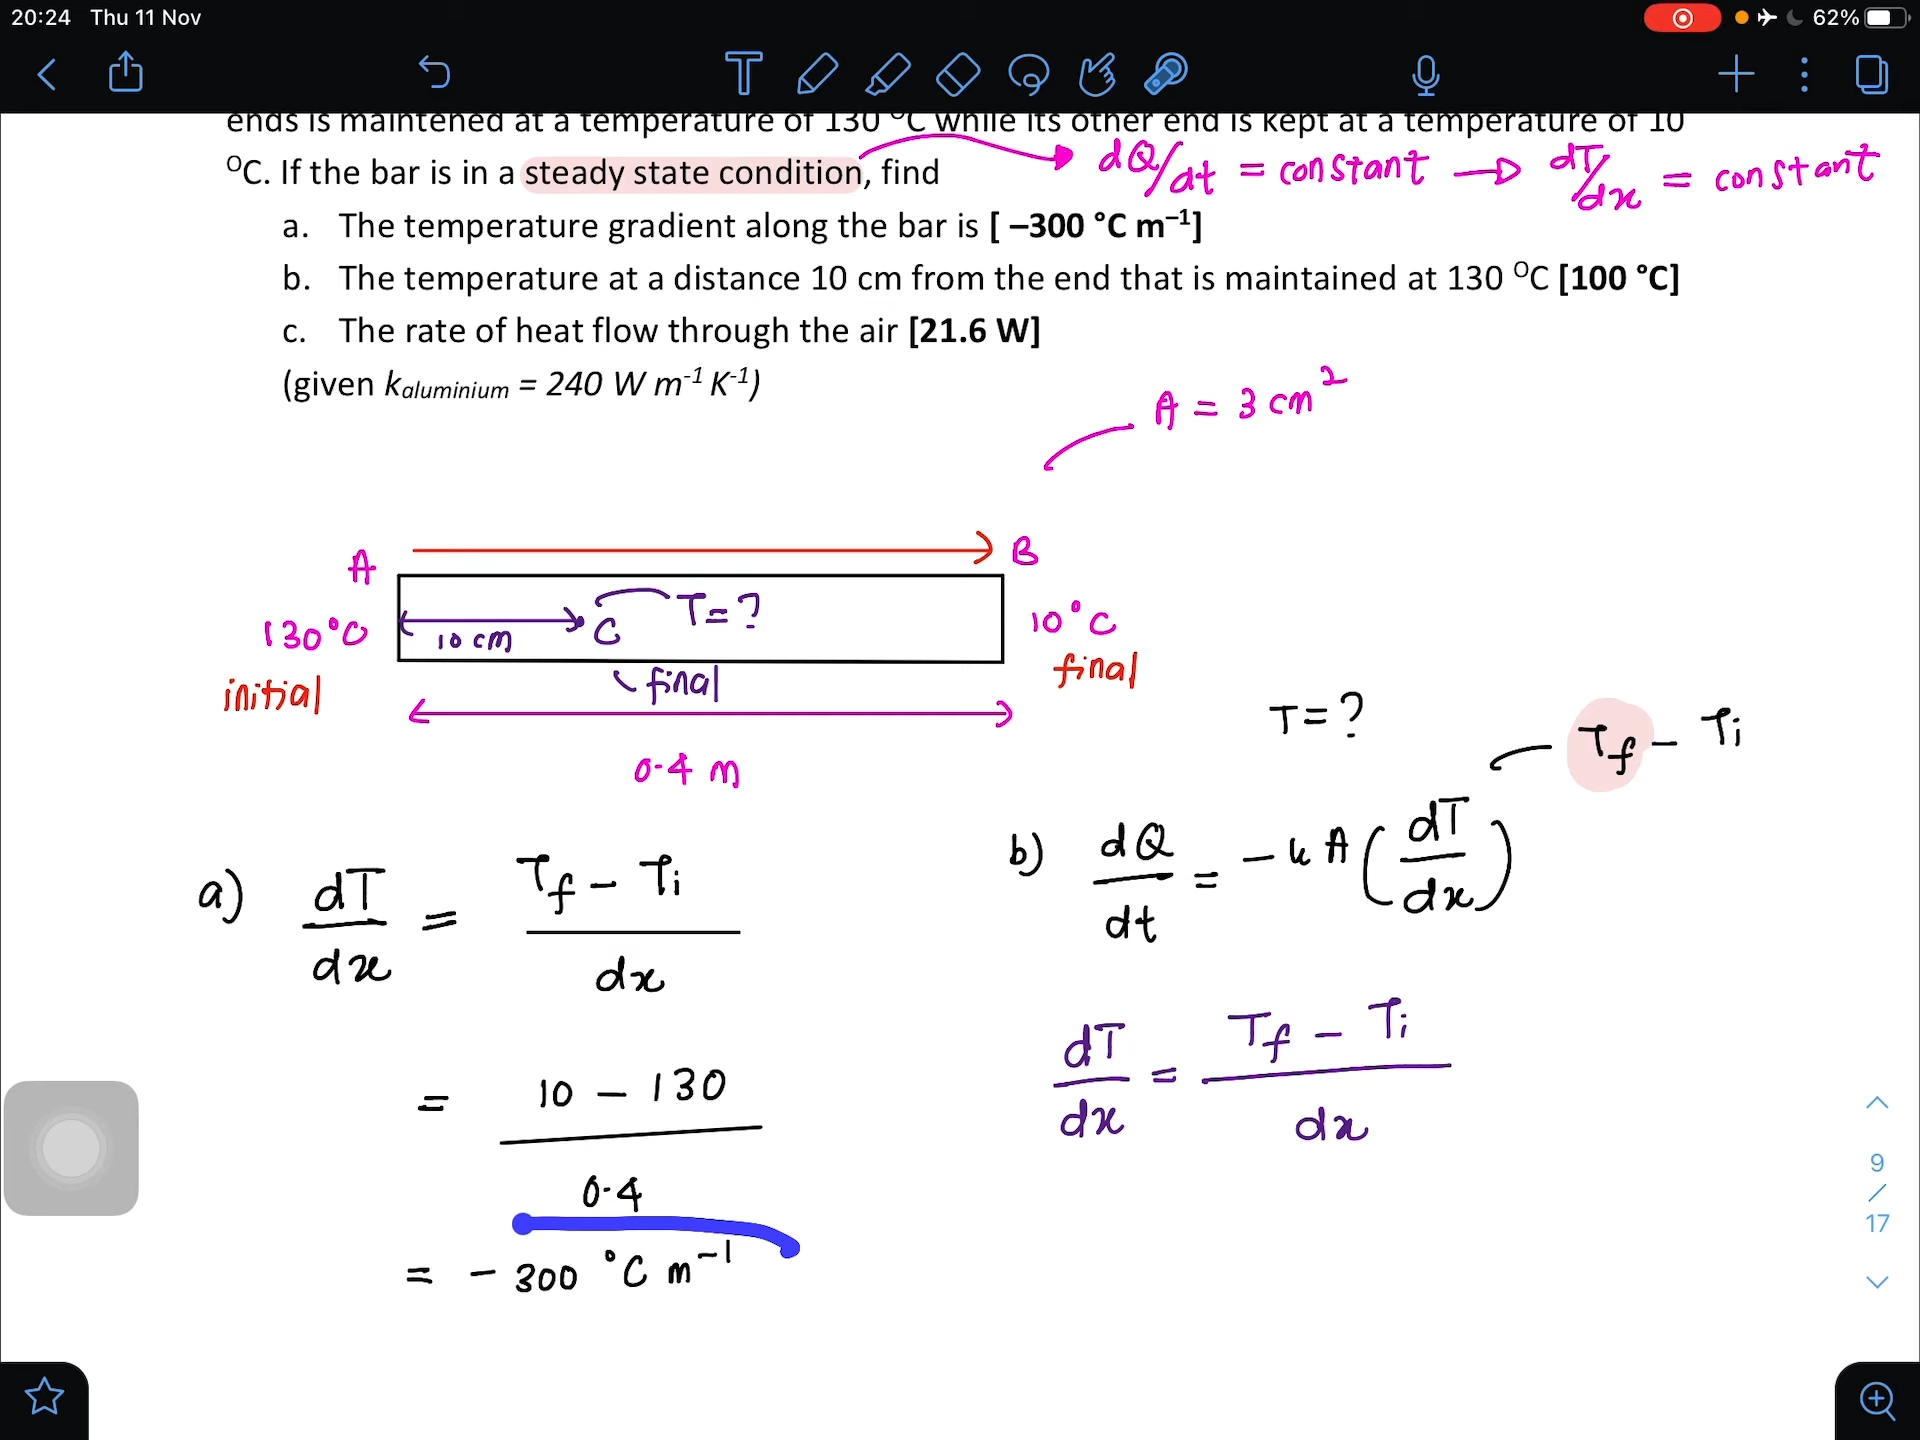 20:24 Thu 11 Nov
62%
ends is maintened at a temperature of 130 °C while its other end is kept at a temperature of 10
°C. If the bar is in a steady state condition, find
dQ/dt = constant → dT/dx = constant
a. The temperature gradient along the bar is [ –300 °C m⁻¹]
b. The temperature at a distance 10 cm from the end that is maintained at 130 °C [100 °C]
c. The rate of heat flow through the air [21.6 W]
(given kaluminium = 240 W m⁻¹ K⁻¹)
A = 3 cm²
A
B
130°C
10 cm
C
T = ?
10°C
initial
final
final
0.4 m
T = ?
Tf - Ti
a) dT/dx = Tf - Ti / dx
= 10 - 130 / 0.4
= - 300 °C m⁻¹
b) dQ/dt = - k A (dT/dx)
dT/dx = Tf - Ti / dx
9
/
17